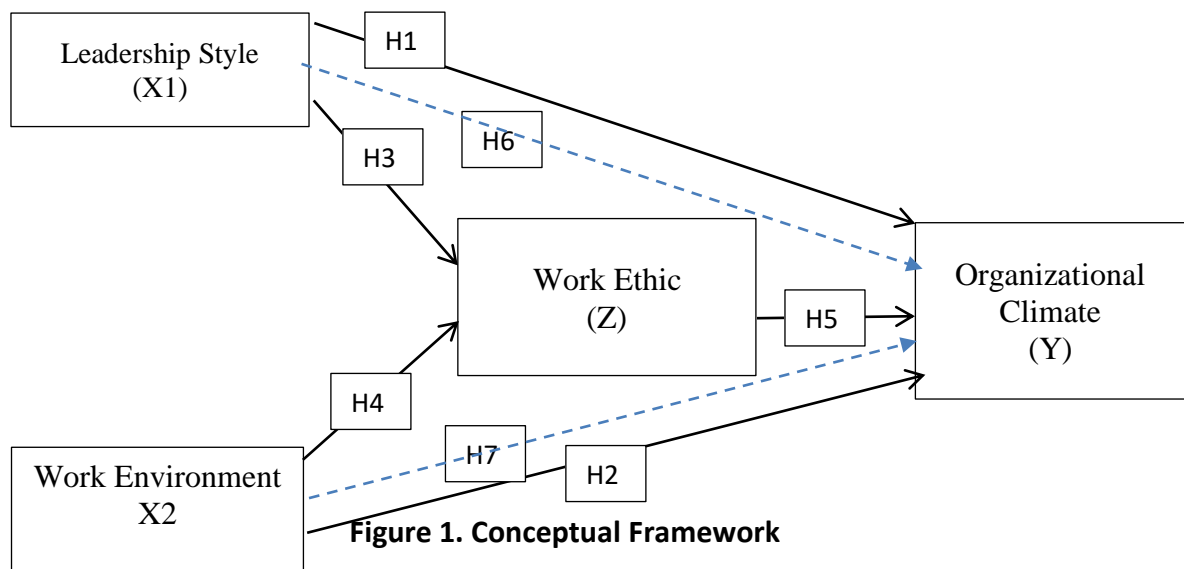 H1
Leadership Style
(X1)
H6
H3
Work Ethic
(Z)
Organizational
Climate
(Y)
H5
H4
H7
H2
Work Environment
X2
Figure 1. Conceptual Framework